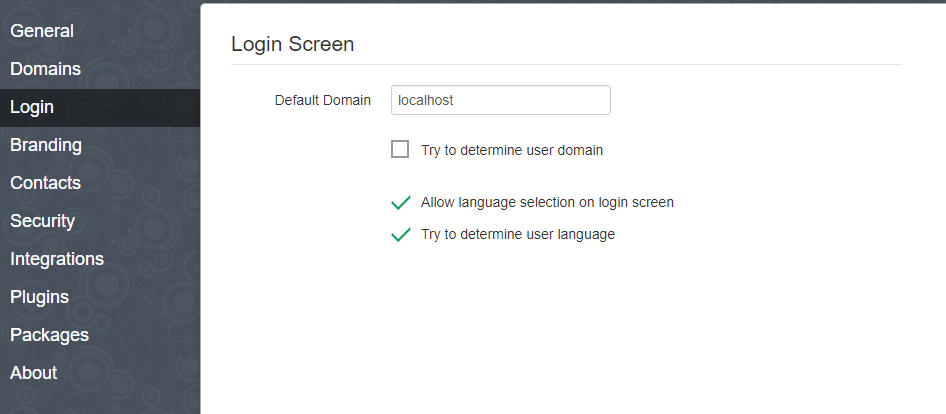 General
Domains
Login
Branding
Contacts
Security
Integrations
Plugins
Packages
About
Login Screen
Default Domain localhost
Try to determine user domain
Allow language selection on login screen
Try to determine user language